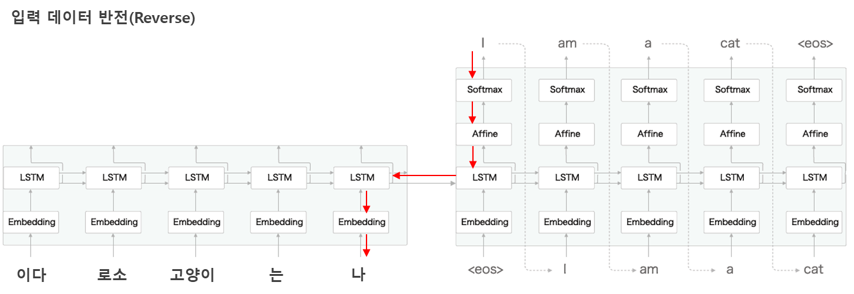 입력 데이터 반전(Reverse)
I am a cat <eos>
Softmax Softmax Softmax Softmax Softmax
Affine Affine Affine Affine Affine
LSTM LSTM LSTM LSTM LSTM LSTM LSTM LSTM LSTM LSTM
Embedding Embedding Embedding Embedding Embedding Embedding Embedding Embedding Embedding Embedding
이다 로소 고양이 는 나 <eos> I am a cat